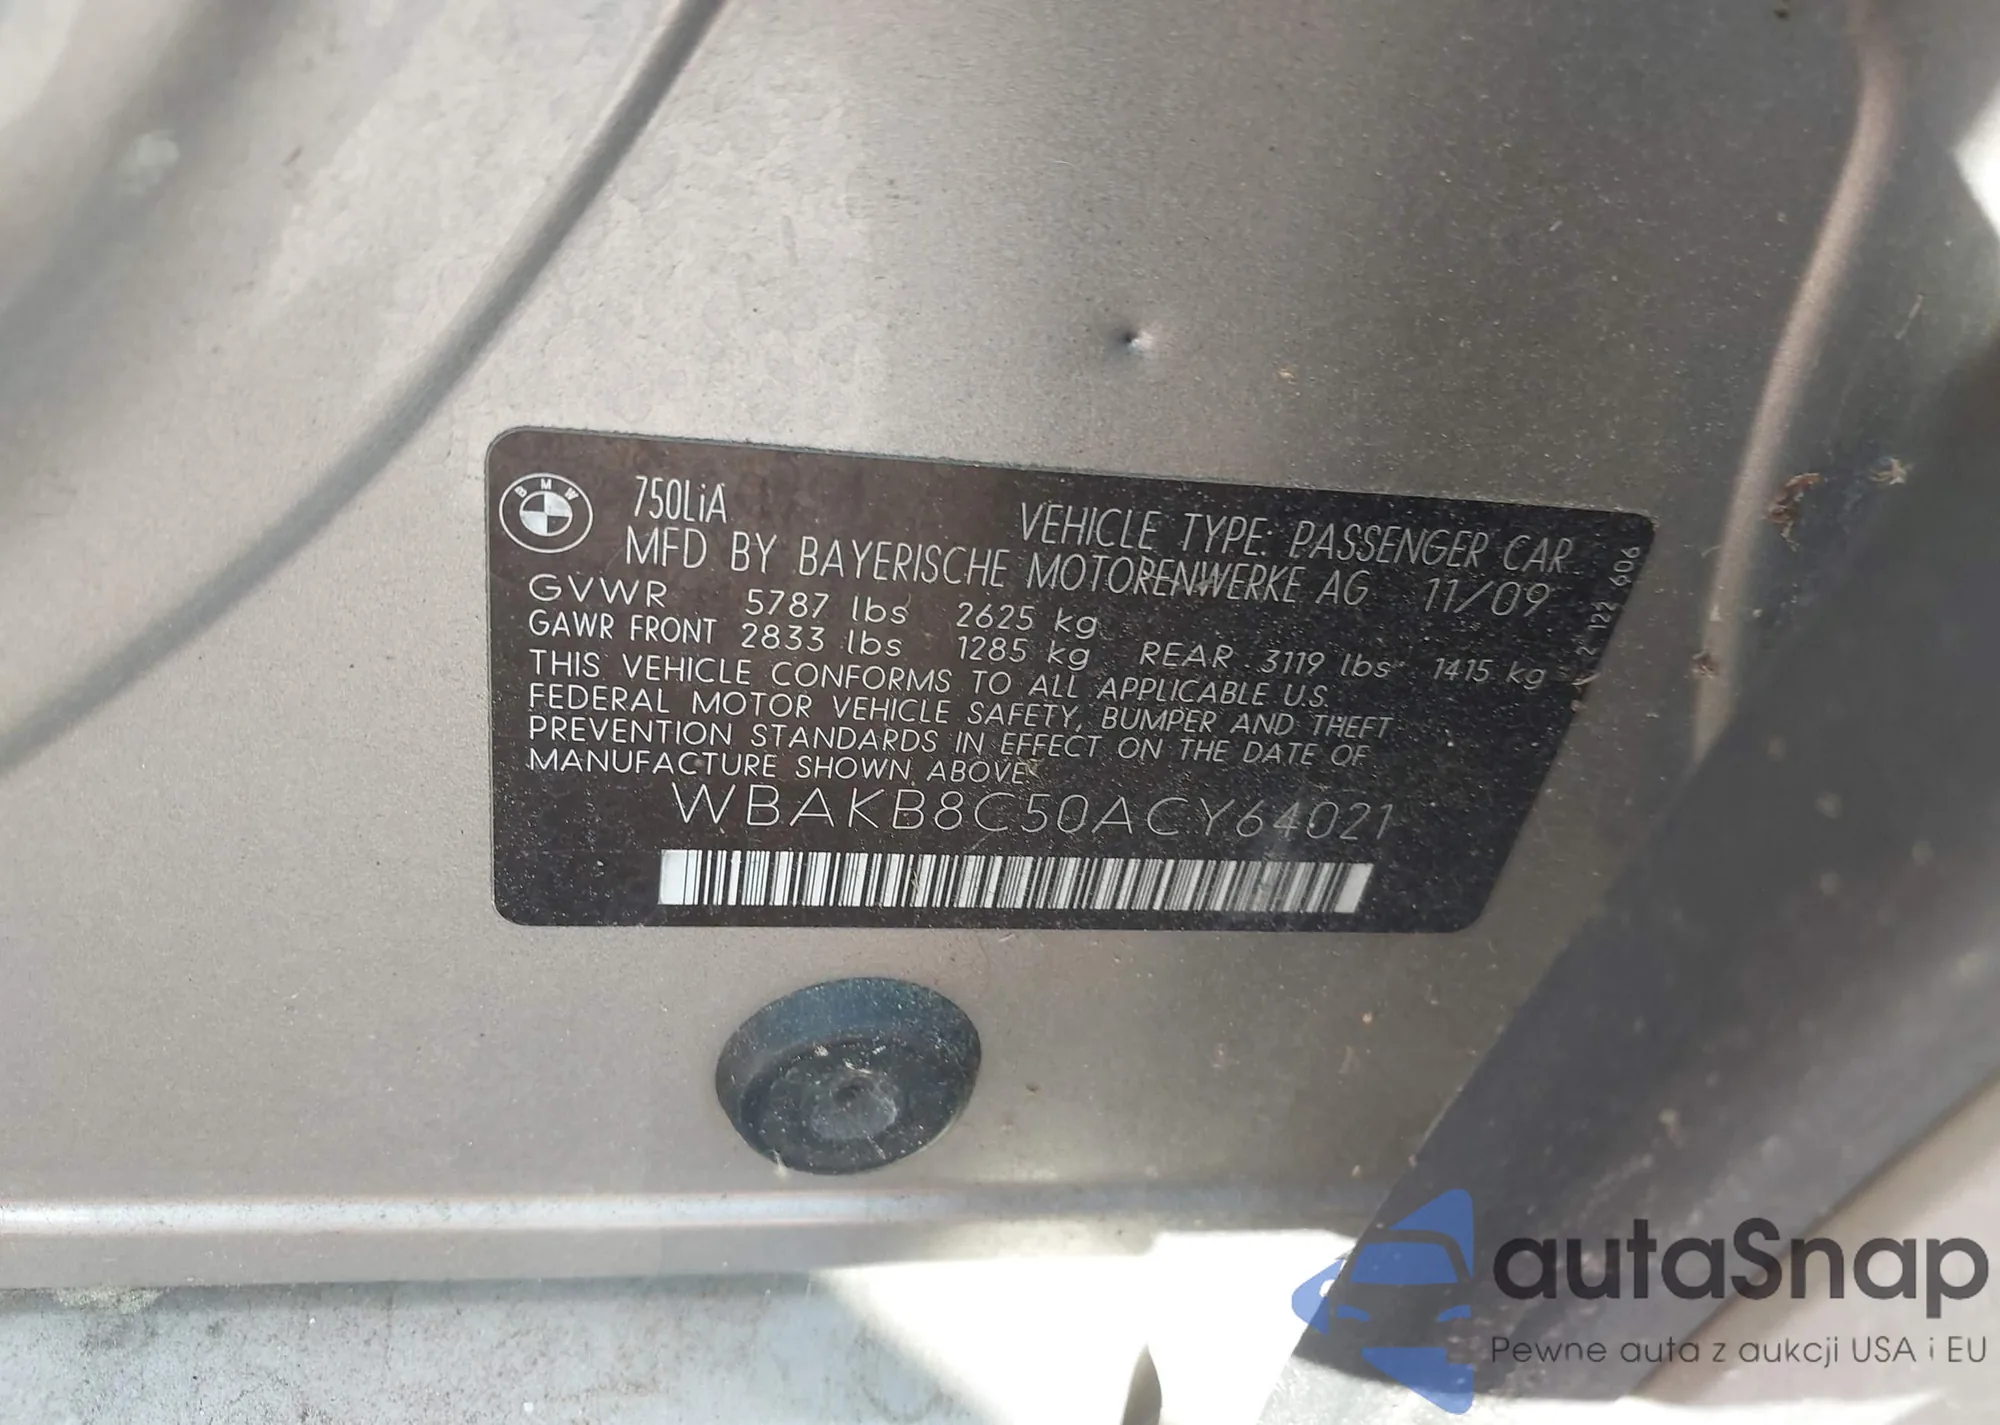 BMW
750LiA
VEHICLE TYPE: PASSENGER CAR
MFD BY BAYERISCHE MOTORENWERKE AG 11/09
GVWR 5787 lbs 2625 kg
GAWR FRONT 2833 lbs 1285 kg REAR 3119 lbs 1415 kg
THIS VEHICLE CONFORMS TO ALL APPLICABLE U.S.
FEDERAL MOTOR VEHICLE SAFETY, BUMPER AND THEFT
PREVENTION STANDARDS IN EFFECT ON THE DATE OF
MANUFACTURE SHOWN ABOVE.
WBAKB8C50ACY64021
autaSnap
Pewne auta z aukcji USA i EU